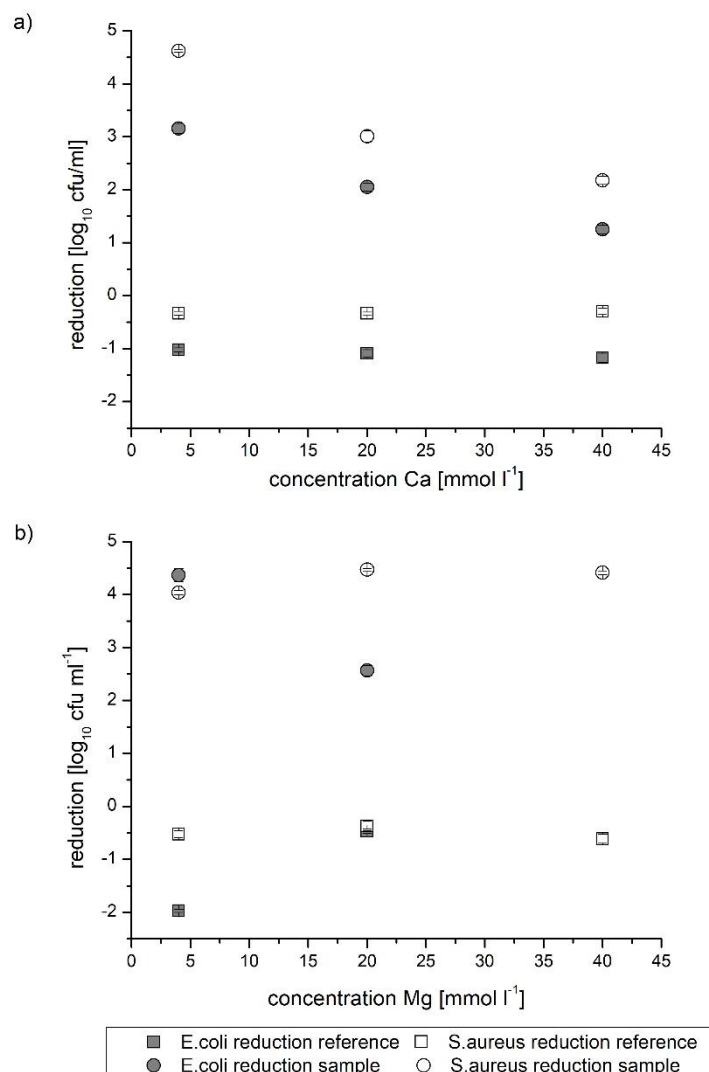 a)
5
4
3
2
1
0
-1
-2
reduction [log₁₀ cfu/ml]
0 5 10 15 20 25 30 35 40 45
concentration Ca [mmol l⁻¹]
b)
5
4
3
2
1
0
-1
-2
reduction [log₁₀ cfu ml⁻¹]
0 5 10 15 20 25 30 35 40 45
concentration Mg [mmol l⁻¹]
E.coli reduction reference S.aureus reduction reference
E.coli reduction sample S.aureus reduction sample